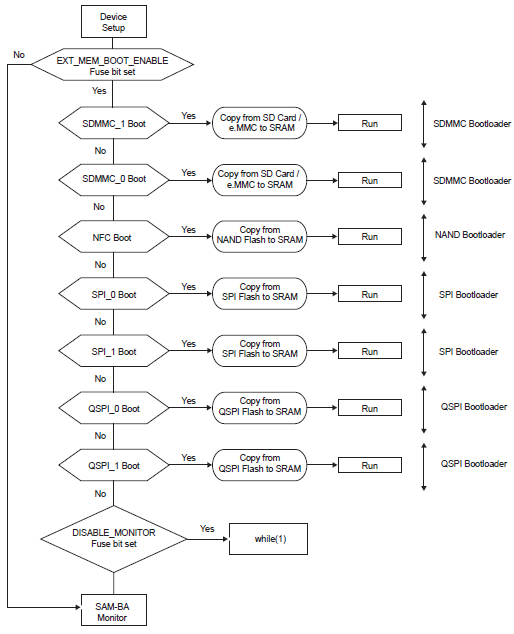 Device
Setup
No
EXT_MEM_BOOT_ENABLE
Fuse bit set
Yes
SDMMC_1 Boot
Yes
Copy from SD Card /
e.MMC to SRAM
Run
SDMMC Bootloader
No
SDMMC_0 Boot
Yes
Copy from SD Card /
e.MMC to SRAM
Run
SDMMC Bootloader
No
NFC Boot
Yes
Copy from
NAND Flash to SRAM
Run
NAND Bootloader
No
SPI_0 Boot
Yes
Copy from
SPI Flash to SRAM
Run
SPI Bootloader
No
SPI_1 Boot
Yes
Copy from
SPI Flash to SRAM
Run
SPI Bootloader
No
QSPI_0 Boot
Yes
Copy from
QSPI Flash to SRAM
Run
QSPI Bootloader
No
QSPI_1 Boot
Yes
Copy from
QSPI Flash to SRAM
Run
QSPI Bootloader
No
DISABLE_MONITOR
Fuse bit set
Yes
while(1)
SAM-BA
Monitor